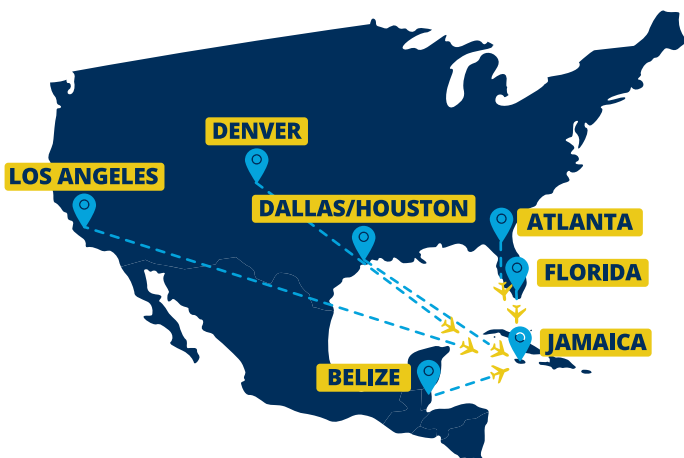 DENVER
LOS ANGELES
DALLAS/HOUSTON
ATLANTA
FLORIDA
JAMAICA
BELIZE